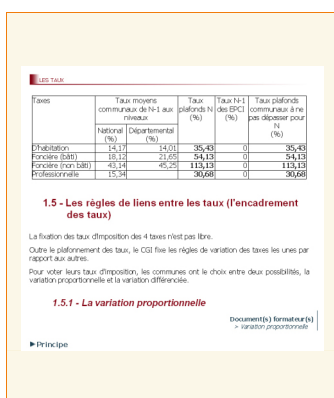 LES TAUX
Taxes Taux moyens communaux de N-1 aux niveaux Taux plafonds N (%) Taux N-1 des EPCI (%) Taux plafonds communaux à ne pas dépasser pour N (%)
National (%) Départemental (%)
D'habitation 14,17 14,01 35,43 0 35,43
Foncière (bâti) 18,12 21,65 54,13 0 54,13
Foncière (non bâti) 43,14 45,25 113,13 0 113,13
Professionnelle 15,34 30,68 0 30,68
1.5 - Les règles de liens entre les taux (l'encadrement
des taux)
La fixation des taux d'imposition des 4 taxes n'est pas libre.
Outre le plafonnement des taux, le CGI fixe les règles de variation des taxes les unes par
rapport aux autres.
Pour voter leurs taux d'imposition, les communes ont le choix entre deux possibilités, la
variation proportionnelle et la variation différenciée.
1.5.1 - La variation proportionnelle
Document(s) formateur(s)
> Variation proportionnelle
Principe